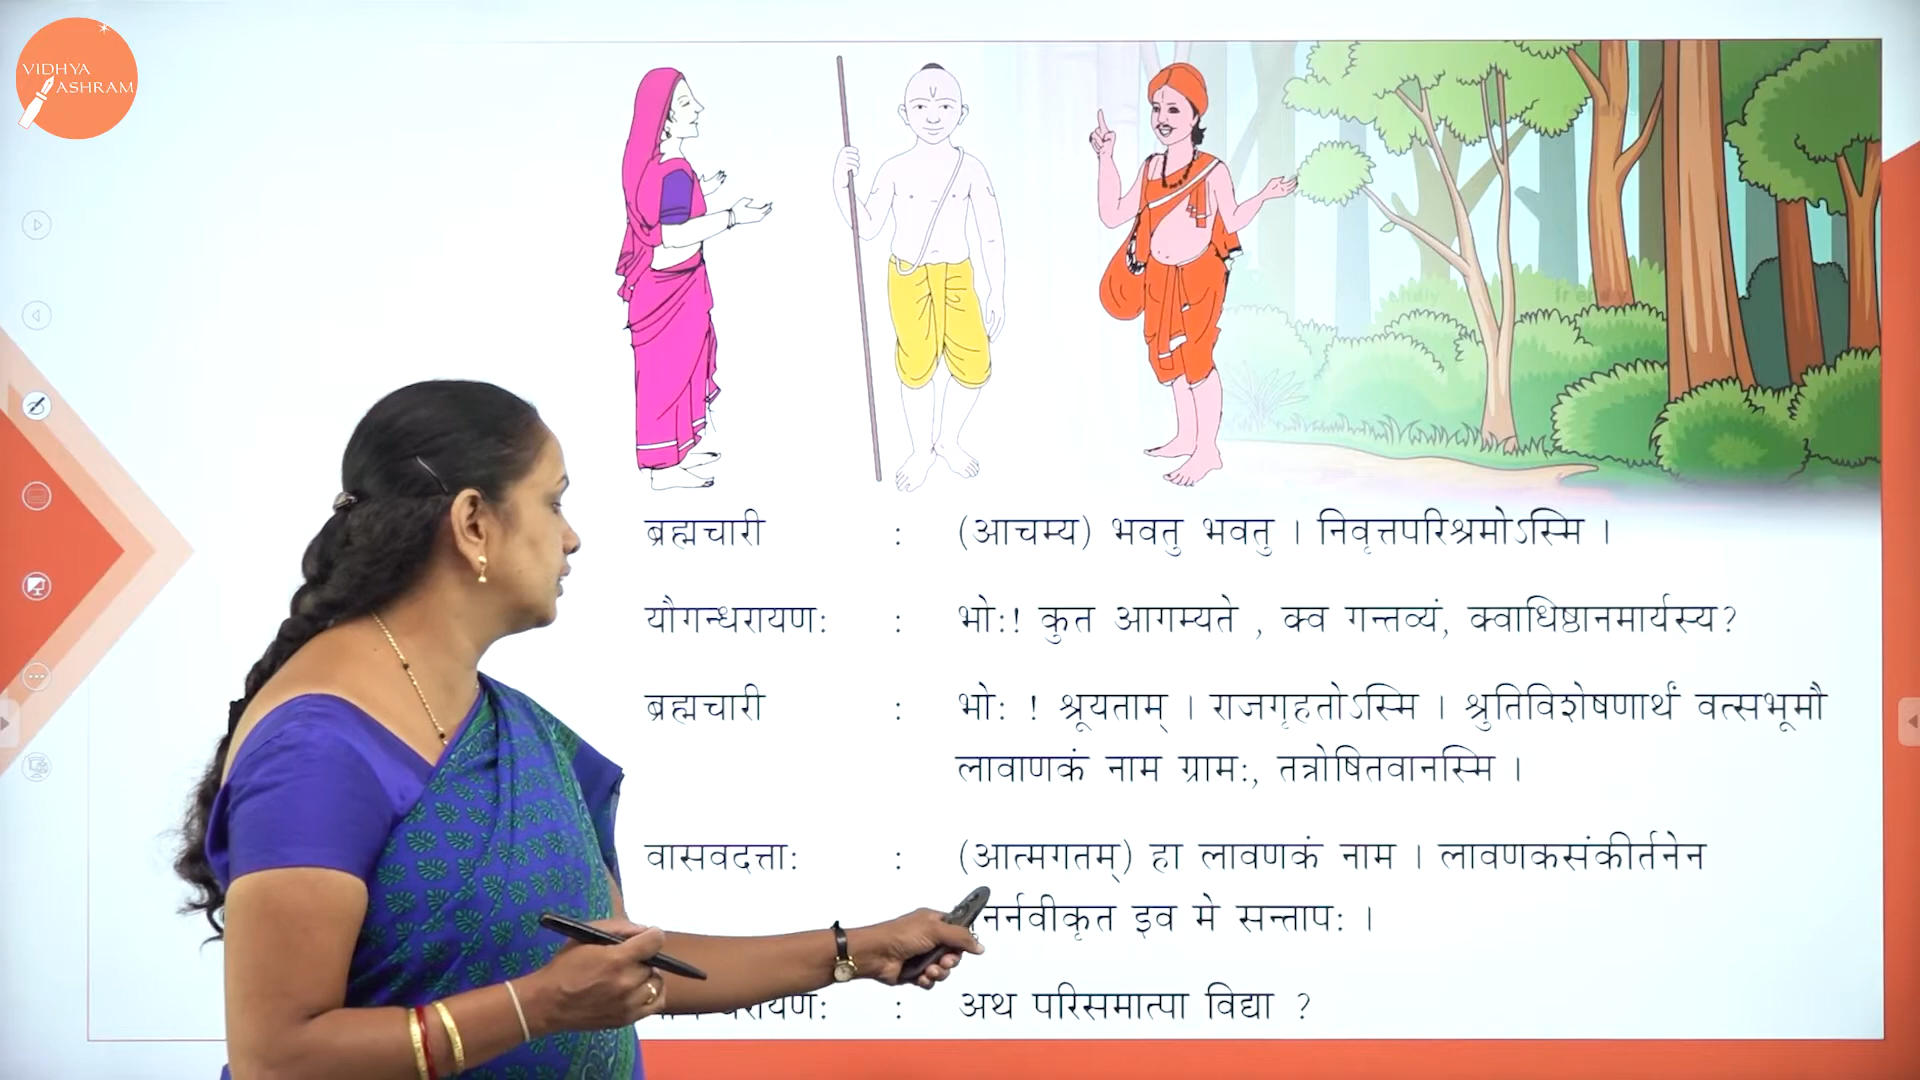 VIDHYA
ASHRAM
ब्रह्मचारी : (आचम्य) भवतु भवतु । निवृत्तपरिश्रमोऽस्मि ।
यौगन्धरायणः : भोः! कुत आगम्यते , क्व गन्तव्यं, क्वाधिष्ठानमार्यस्य?
ब्रह्मचारी : भोः ! श्रूयताम् । राजगृहतोऽस्मि । श्रुतिविशेषणार्थं वत्सभूमौ
लावाणकं नाम ग्रामः, तत्रोषितवानस्मि ।
वासवदत्ताः : (आत्मगतम्) हा लावणकं नाम । लावणकसंकीर्तनेन
इव मे सन्तापः ।
: अथ परिसमात्पा विद्या ?